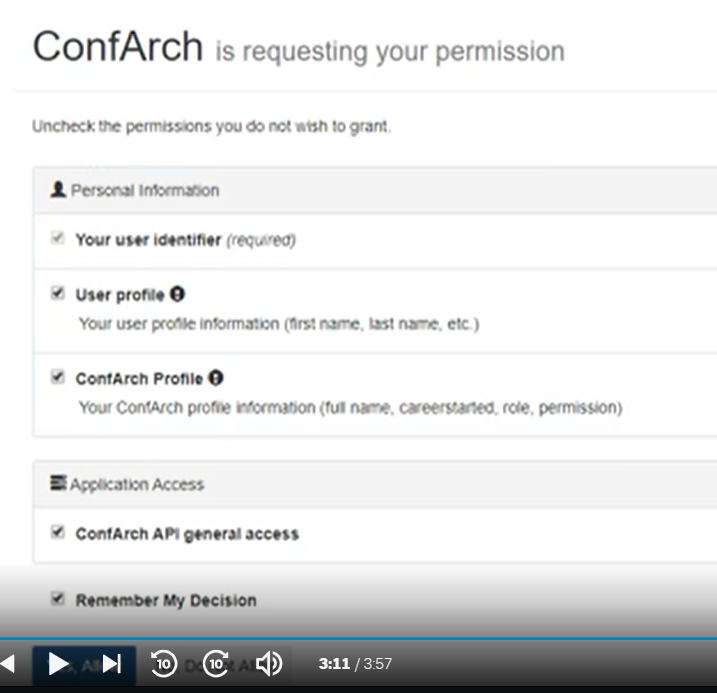 ConfArch is requesting your permission
Uncheck the permissions you do not wish to grant.
Personal Information
Your user identifier (required)
User profile
Your user profile information (first name, last name, etc.)
ConfArch Profile
Your ConfArch profile information (full name, careerstarted, role, permission)
Application Access
ConfArch API general access
Remember My Decision
10 10 3:11 / 3:57